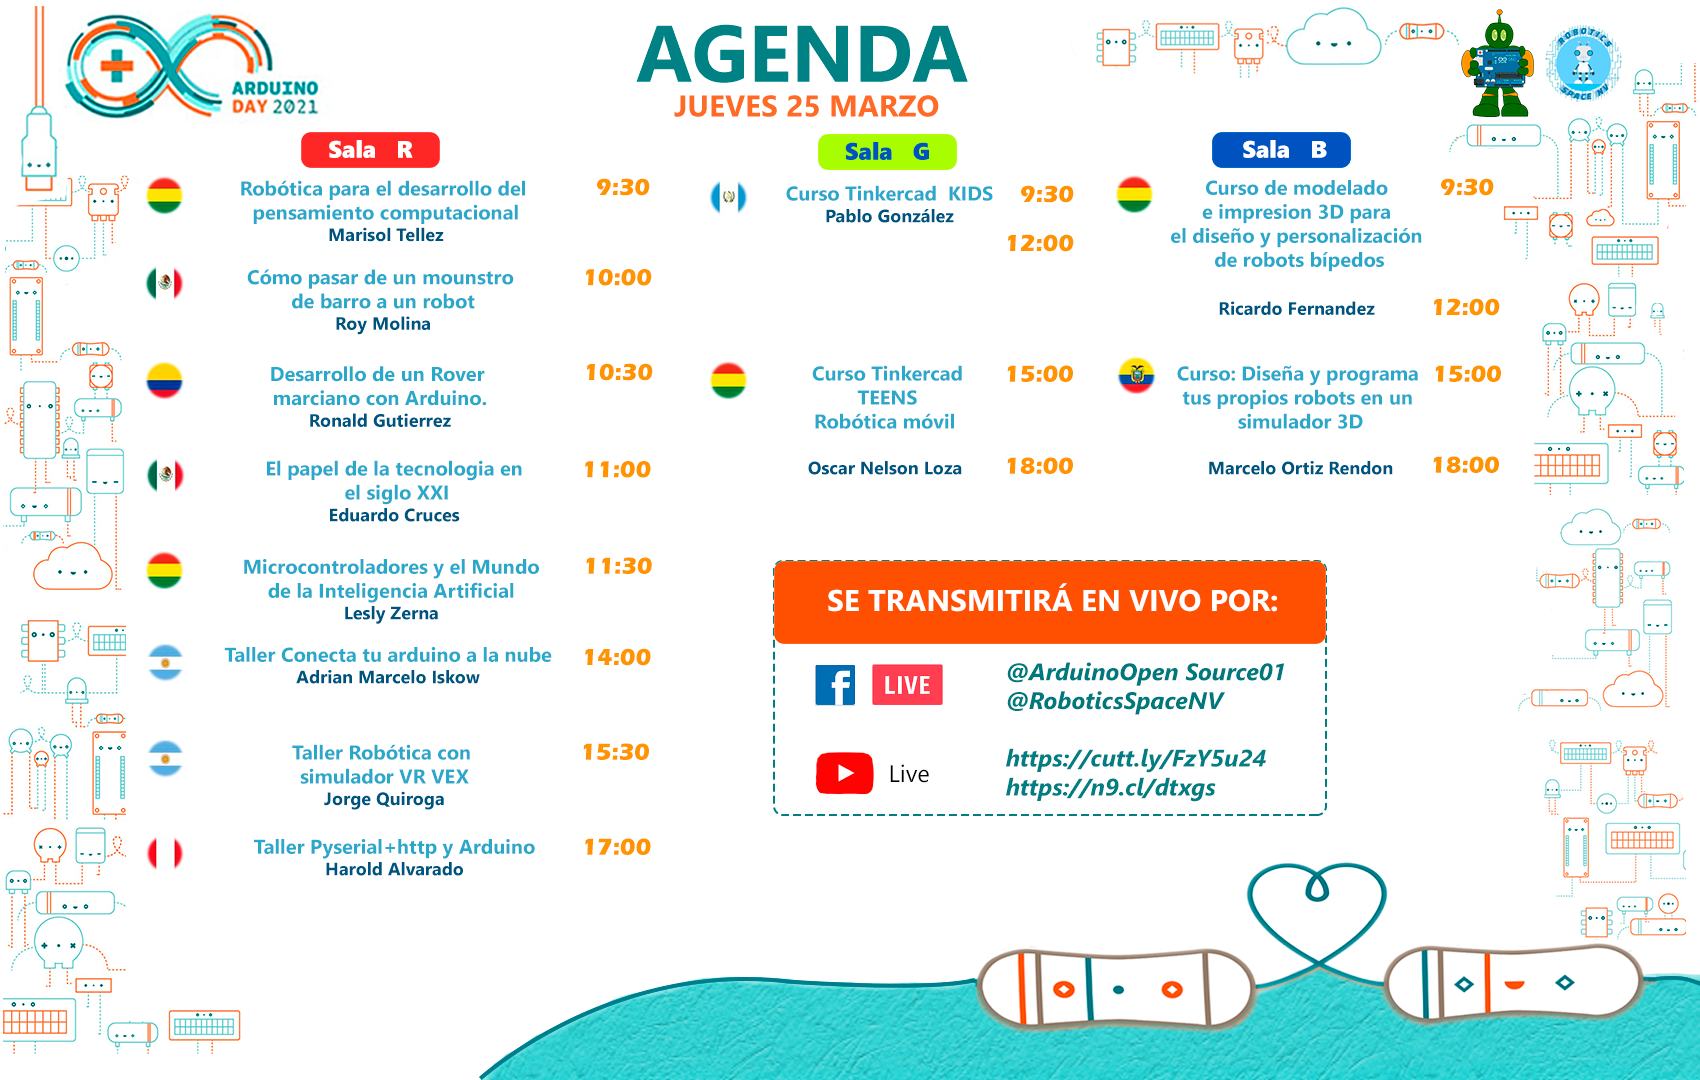 ARDUINO
DAY 2021
AGENDA
JUEVES 25 MARZO
ROBOTICS
SPACE NV
Sala R
Robótica para el desarrollo del
pensamiento computacional
Marisol Tellez
9:30
Cómo pasar de un mounstro
de barro a un robot
Roy Molina
10:00
Desarrollo de un Rover
marciano con Arduino.
Ronald Gutierrez
10:30
El papel de la tecnologia en
el siglo XXI
Eduardo Cruces
11:00
Microcontroladores y el Mundo
de la Inteligencia Artificial
Lesly Zerna
11:30
Taller Conecta tu arduino a la nube
Adrian Marcelo Iskow
14:00
Taller Robótica con
simulador VR VEX
Jorge Quiroga
15:30
Taller Pyserial+http y Arduino
Harold Alvarado
17:00
Sala G
Curso Tinkercad KIDS
Pablo González
9:30
12:00
Curso Tinkercad
TEENS
Robótica móvil
15:00
Oscar Nelson Loza
18:00
Sala B
Curso de modelado
e impresion 3D para
el diseño y personalización
de robots bípedos
9:30
Ricardo Fernandez
12:00
Curso: Diseña y programa
tus propios robots en un
simulador 3D
15:00
Marcelo Ortiz Rendon
18:00
SE TRANSMITIRÁ EN VIVO POR:
f LIVE
@ArduinoOpen Source01
@RoboticsSpaceNV
Live
https://cutt.ly/FzY5u24
https://n9.cl/dtxgs